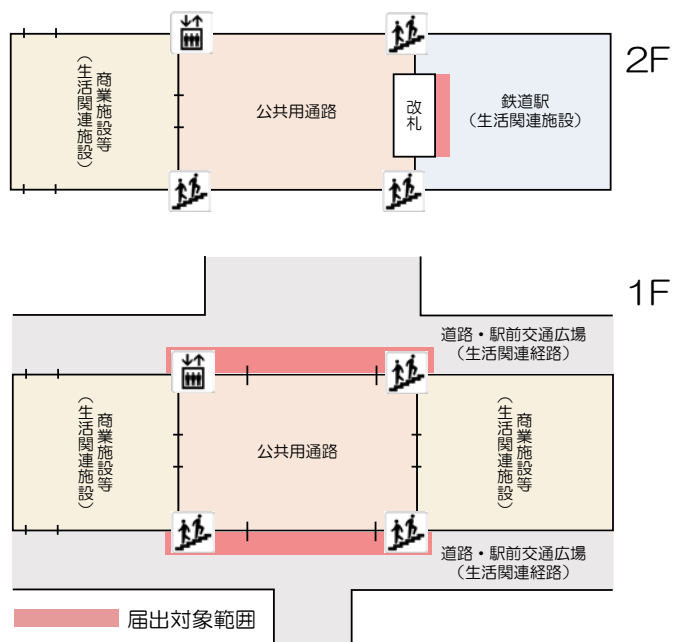 2F
商業施設等
（生活関連施設）
公共用通路
改札
鉄道駅
（生活関連施設）
1F
道路・駅前交通広場
（生活関連経路）
商業施設等
（生活関連施設）
公共用通路
商業施設等
（生活関連施設）
道路・駅前交通広場
（生活関連経路）
届出対象範囲